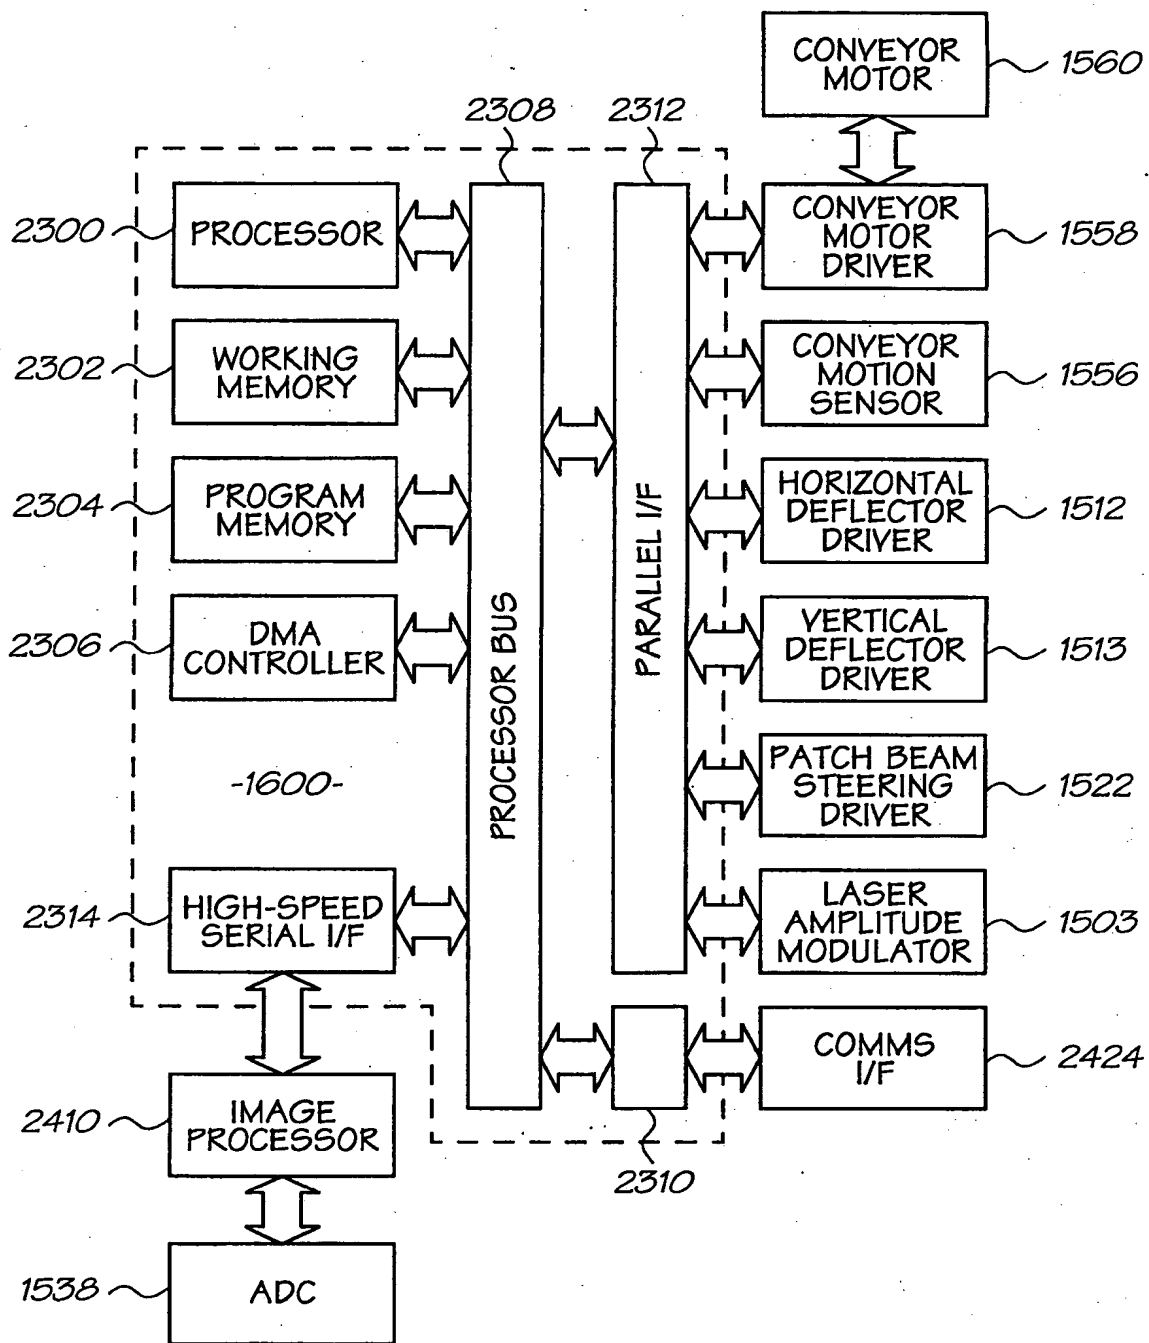 CONVEYOR
MOTOR
1560
2308
2312
2300
PROCESSOR
CONVEYOR
MOTOR
DRIVER
1558
2302
WORKING
MEMORY
CONVEYOR
MOTION
SENSOR
1556
2304
PROGRAM
MEMORY
HORIZONTAL
DEFLECTOR
DRIVER
1512
2306
DMA
CONTROLLER
PROCESSOR BUS
PARALLEL I/F
VERTICAL
DEFLECTOR
DRIVER
1513
-1600-
PATCH BEAM
STEERING
DRIVER
1522
2314
HIGH-SPEED
SERIAL I/F
LASER
AMPLITUDE
MODULATOR
1503
COMMS
I/F
2424
2410
IMAGE
PROCESSOR
2310
1538
ADC